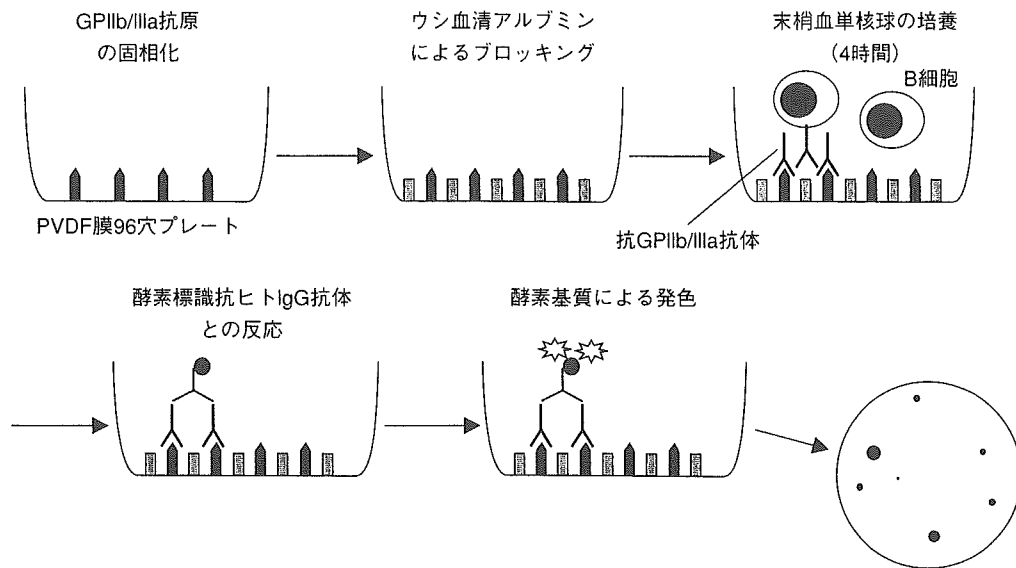 GPIIb/IIIa抗原
の固相化
ウシ血清アルブミン
によるブロッキング
末梢血単核球の培養
(4時間)
B細胞
PVDF膜96穴プレート
抗GPIIb/IIIa抗体
酵素標識抗ヒトIgG抗体
との反応
酵素基質による発色